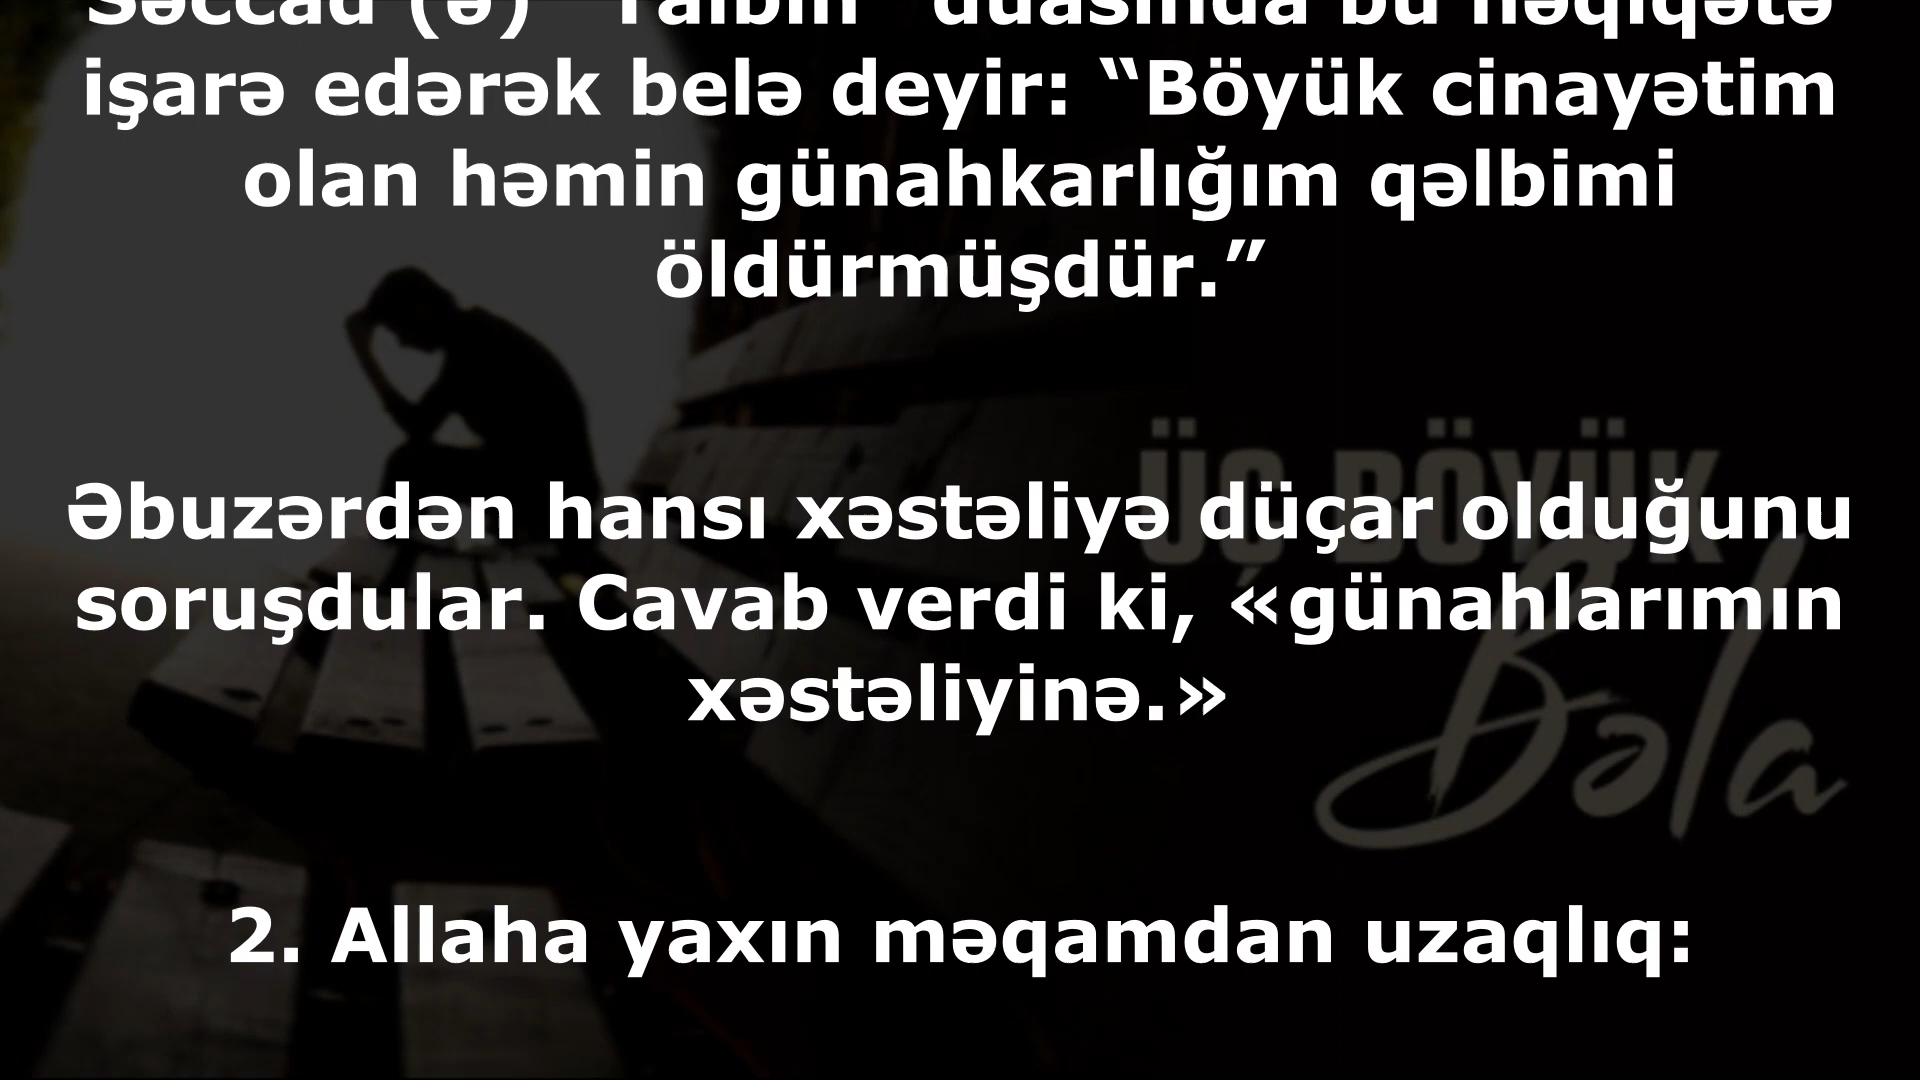 Səccad (ə) "Taibin" duasında bu həqiqətə
işarə edərək belə deyir: “Böyük cinayətim
olan həmin günahkarlığım qəlbimi
öldürmüşdür.”
Əbuzərdən hansı xəstəliyə düçar olduğunu
soruşdular. Cavab verdi ki, «günahlarımın
xəstəliyinə.»
2. Allaha yaxın məqamdan uzaqlıq:
ÜÇ BÖYÜK
Bəla